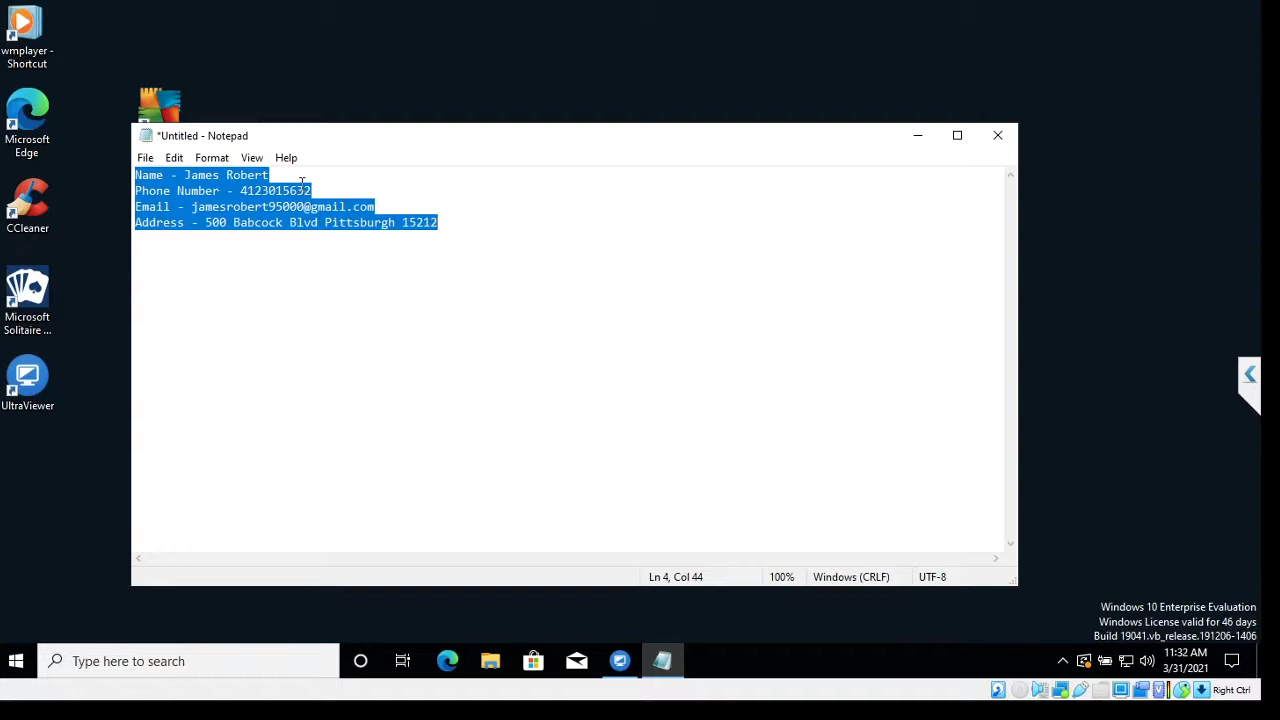 wmplayer -
Shortcut
Microsoft
Edge
CCleaner
Microsoft
Solitaire ...
UltraViewer
*Untitled - Notepad
File Edit Format View Help
Name - James Robert
Phone Number - 4123015632
Email - jamesrobert95000@gmail.com
Address - 500 Babcock Blvd Pittsburgh 15212
Ln 4, Col 44 100% Windows (CRLF) UTF-8
Windows 10 Enterprise Evaluation
Windows License valid for 46 days
Build 19041.vb_release.191206-1406
Type here to search
11:32 AM
3/31/2021
Right Ctrl